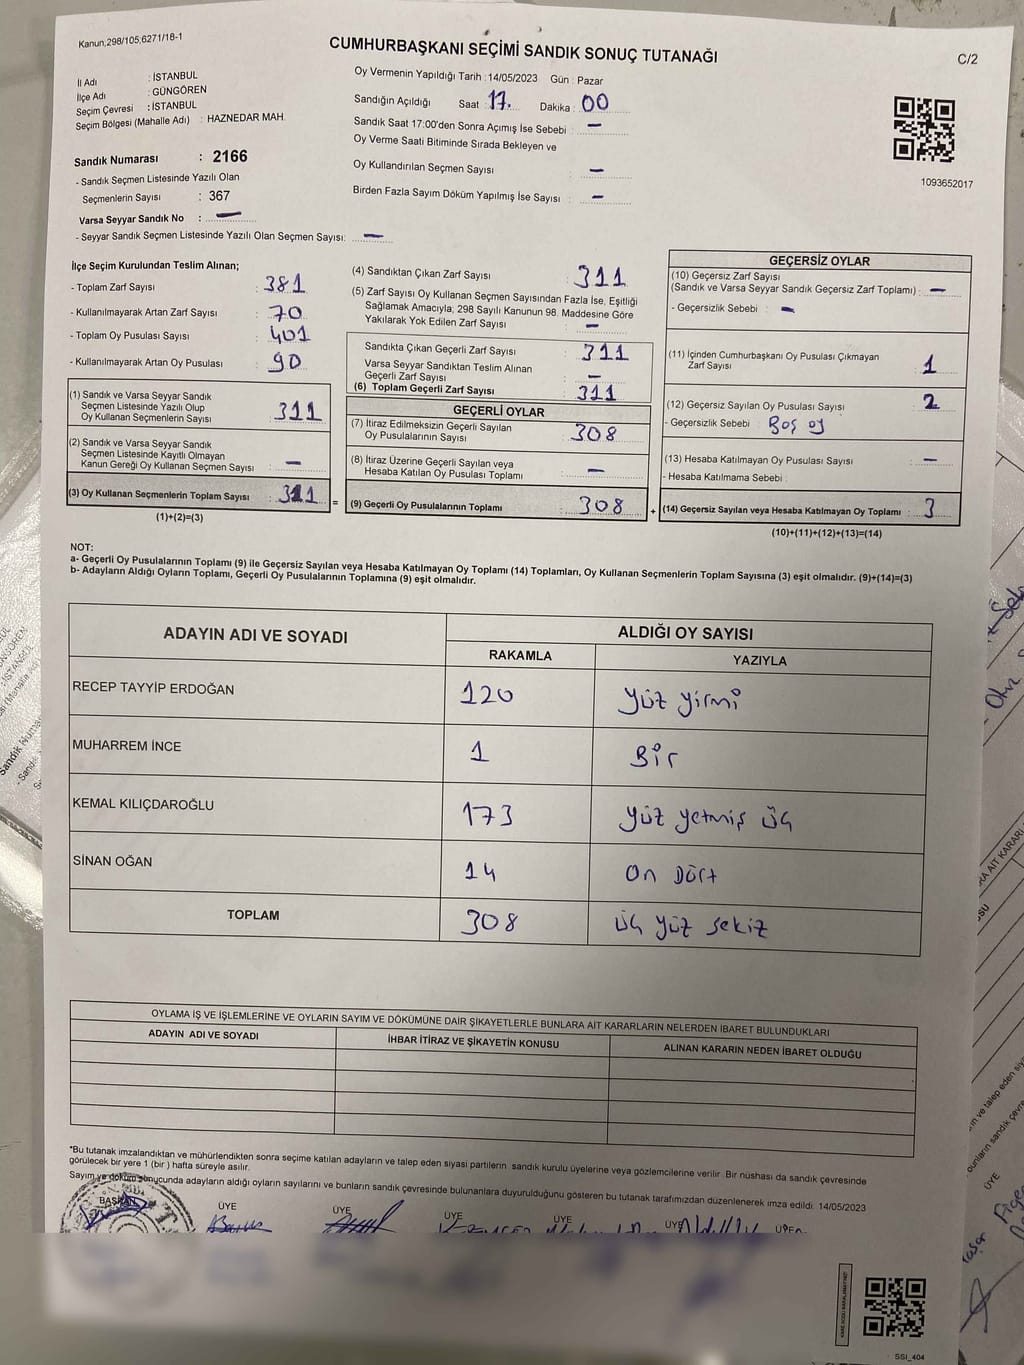 Kanun,298/105;6271/18-1
CUMHURBAŞKANI SEÇİMİ SANDIK SONUÇ TUTANAĞI
C/2
İl Adı : İSTANBUL
İlçe Adı : GÜNGÖREN
Seçim Çevresi : İSTANBUL
Seçim Bölgesi (Mahalle Adı) : HAZNEDAR MAH.
Sandık Numarası : 2166
- Sandık Seçmen Listesinde Yazılı Olan
Seçmenlerin Sayısı : 367
Varsa Seyyar Sandık No : —
- Seyyar Sandık Seçmen Listesinde Yazılı Olan Seçmen Sayısı: —
Oy Vermenin Yapıldığı Tarih :14/05/2023 Gün : Pazar
Sandığın Açıldığı Saat : 17. Dakika : 00
Sandık Saat 17:00'den Sonra Açımış İse Sebebi : —
Oy Verme Saati Bitiminde Sırada Bekleyen ve
Oy Kullandırılan Seçmen Sayısı : —
Birden Fazla Sayım Döküm Yapılmış İse Sayısı : —
1093652017
İlçe Seçim Kurulundan Teslim Alınan;
- Toplam Zarf Sayısı : 381
- Kullanılmayarak Artan Zarf Sayısı : 70
- Toplam Oy Pusulası Sayısı : 401
- Kullanılmayarak Artan Oy Pusulası : 90
(1) Sandık ve Varsa Seyyar Sandık
Seçmen Listesinde Yazılı Olup
Oy Kullanan Seçmenlerin Sayısı : 311
(2) Sandık ve Varsa Seyyar Sandık
Seçmen Listesinde Kayıtlı Olmayan
Kanun Gereği Oy Kullanan Seçmen Sayısı : —
(3) Oy Kullanan Seçmenlerin Toplam Sayısı : 311
(1)+(2)=(3)
=
(4) Sandıktan Çıkan Zarf Sayısı : 311
(5) Zarf Sayısı Oy Kullanan Seçmen Sayısından Fazla İse, Eşitliği
Sağlamak Amacıyla; 298 Sayılı Kanunun 98. Maddesine Göre
Yakılarak Yok Edilen Zarf Sayısı : —
Sandıkta Çıkan Geçerli Zarf Sayısı : 311
Varsa Seyyar Sandıktan Teslim Alınan
Geçerli Zarf Sayısı : —
(6) Toplam Geçerli Zarf Sayısı : 311
GEÇERLİ OYLAR
(7) İtiraz Edilmeksizin Geçerli Sayılan
Oy Pusulalarının Sayısı : 308
(8) İtiraz Üzerine Geçerli Sayılan veya
Hesaba Katılan Oy Pusulası Toplamı : —
(9) Geçerli Oy Pusulalarının Toplamı : 308
+
GEÇERSİZ OYLAR
(10) Geçersiz Zarf Sayısı
(Sandık ve Varsa Seyyar Sandık Geçersiz Zarf Toplamı) : —
- Geçersizlik Sebebi : —
(11) İçinden Cumhurbaşkanı Oy Pusulası Çıkmayan
Zarf Sayısı : 1
(12) Geçersiz Sayılan Oy Pusulası Sayısı : 2
- Geçersizlik Sebebi : Boş oy
(13) Hesaba Katılmayan Oy Pusulası Sayısı : —
- Hesaba Katılmama Sebebi :
(14) Geçersiz Sayılan veya Hesaba Katılmayan Oy Toplamı : 3
(10)+(11)+(12)+(13)=(14)
NOT:
a- Geçerli Oy Pusulalarının Toplamı (9) ile Geçersiz Sayılan veya Hesaba Katılmayan Oy Toplamı (14) Toplamları, Oy Kullanan Seçmenlerin Toplam Sayısına (3) eşit olmalıdır. (9)+(14)=(3)
b- Adayların Aldığı Oyların Toplamı, Geçerli Oy Pusulalarının Toplamına (9) eşit olmalıdır.
ADAYIN ADI VE SOYADI
ALDIĞI OY SAYISI
RAKAMLA YAZIYLA
RECEP TAYYİP ERDOĞAN 120 Yüz yirmi
MUHARREM İNCE 1 Bir
KEMAL KILIÇDAROĞLU 173 Yüz yetmiş üç
SİNAN OĞAN 14 On Dört
TOPLAM 308 üç yüz sekiz
OYLAMA İŞ VE İŞLEMLERİNE VE OYLARIN SAYIM VE DÖKÜMÜNE DAİR ŞİKAYETLERLE BUNLARA AİT KARARLARIN NELERDEN İBARET BULUNDUKLARI
ADAYIN ADI VE SOYADI İHBAR İTİRAZ VE ŞİKAYETİN KONUSU ALINAN KARARIN NEDEN İBARET OLDUĞU
*Bu tutanak imzalandıktan ve mühürlendikten sonra seçime katılan adayların ve talep eden siyasi partilerin sandık kurulu üyelerine veya gözlemcilerine verilir. Bir nüshası da sandık çevresinde
görülecek bir yere 1 (bir ) hafta süreyle asılır.
Sayım ve döküm sonucunda adayların aldığı oyların sayılarını ve bunların sandık çevresinde bulunanlara duyurulduğunu gösteren bu tutanak tarafımızdan düzenlenerek imza edildi. 14/05/2023
BAŞKAN ÜYE ÜYE ÜYE ÜYE ÜYE ÜYE
SSI_404